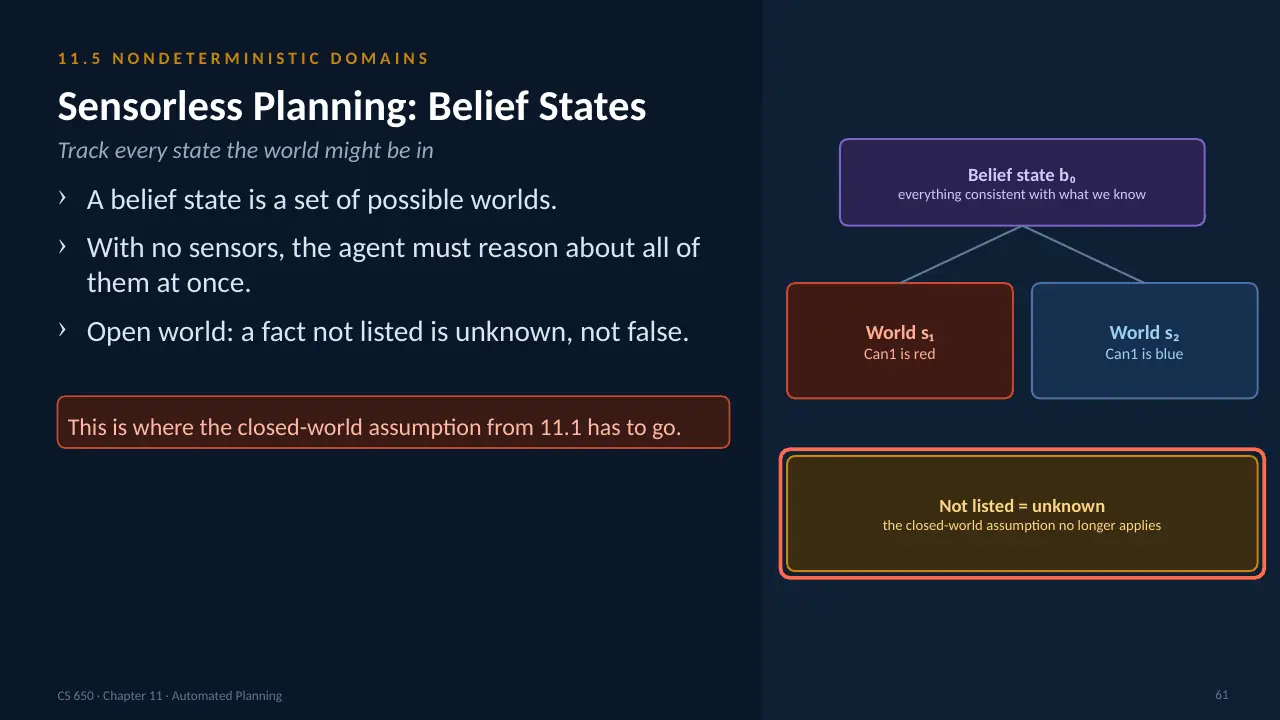 11.5 NONDETERMINISTIC DOMAINS
Sensorless Planning: Belief States
Track every state the world might be in
› A belief state is a set of possible worlds.
› With no sensors, the agent must reason about all of
them at once.
› Open world: a fact not listed is unknown, not false.
This is where the closed-world assumption from 11.1 has to go.
Belief state b₀
everything consistent with what we know
World s₁
Can1 is red
World s₂
Can1 is blue
Not listed = unknown
the closed-world assumption no longer applies
CS 650 · Chapter 11 · Automated Planning
61